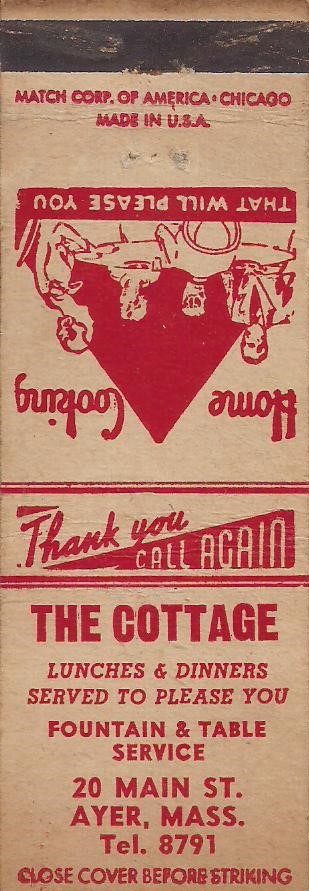 MATCH CORP. OF AMERICA • CHICAGO
MADE IN U.S.A.
Home Cooking
THAT WILL PLEASE YOU
Thank you
CALL AGAIN
THE COTTAGE
LUNCHES & DINNERS
SERVED TO PLEASE YOU
FOUNTAIN & TABLE
SERVICE
20 MAIN ST.
AYER, MASS.
Tel. 8791
CLOSE COVER BEFORE STRIKING